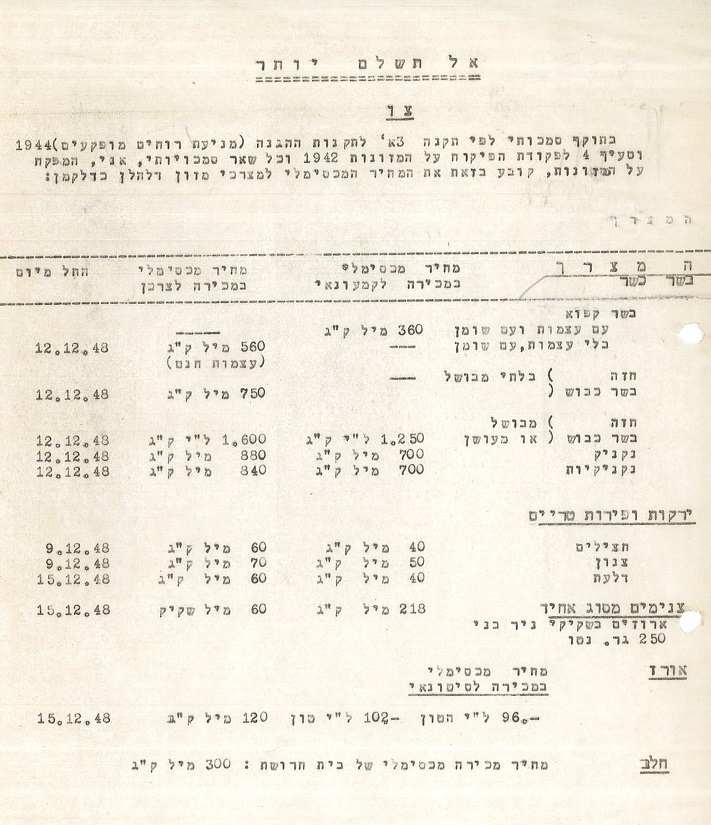 אל תשלם יותר
צו
בתוקף סמכותי לפי תקנה 3א' לתקנות ההגנה (מניעת רוחים מופקעים) 1944
וסעיף 4 לפקודת הפיקוח על המזונות 1942 וכל שאר סמכויותי, אני, המפקח
על המזונות, קובע בזאת את המחיר המכסימלי למצרכי מזון דלהלן כדלקמן:
המצרך
המצרך מחיר מכסימלי מחיר מכסימלי החל מיום
בשר כשר במכירה לקמעונאי במכירה לצרכן
בשר קפוא
עם עצמות ועם שומן 360 מיל ק"ג -----
בלי עצמות,עם שומן --- 560 מיל ק"ג 12.12.48
(עצמות חנם)
חזה ( בלתי מבושל ---
בשר כבוש ( 750 מיל ק"ג 12.12.48
חזה ( מבושל
בשר כבוש ( או מעושן 1.250 ל"י ק"ג 1.600 ל"י ק"ג 12.12.48
נקניק 700 מיל ק"ג 880 מיל ק"ג 12.12.48
נקניקיות 700 מיל ק"ג 840 מיל ק"ג 12.12.48
ירקות ופירות טריים
חצילים 40 מיל ק"ג 60 מיל ק"ג 9.12.48
צנון 50 מיל ק"ג 70 מיל ק"ג 9.12.48
דלעת 40 מיל ק"ג 60 מיל ק"ג 15.12.48
צנימים מסוג אחיד 218 מיל ק"ג 60 מיל שקיק 15.12.48
ארוזים בשקיקי ניר בני
250 גר. נטו
אורז מחיר מכסימלי
במכירה לסיטונאי
96.— ל"י הטון 102.— ל"י טון 120 מיל ק"ג 15.12.48
חלב מחיר מכירה מכסימלי של בית חרושת : 300 מיל ק"ג